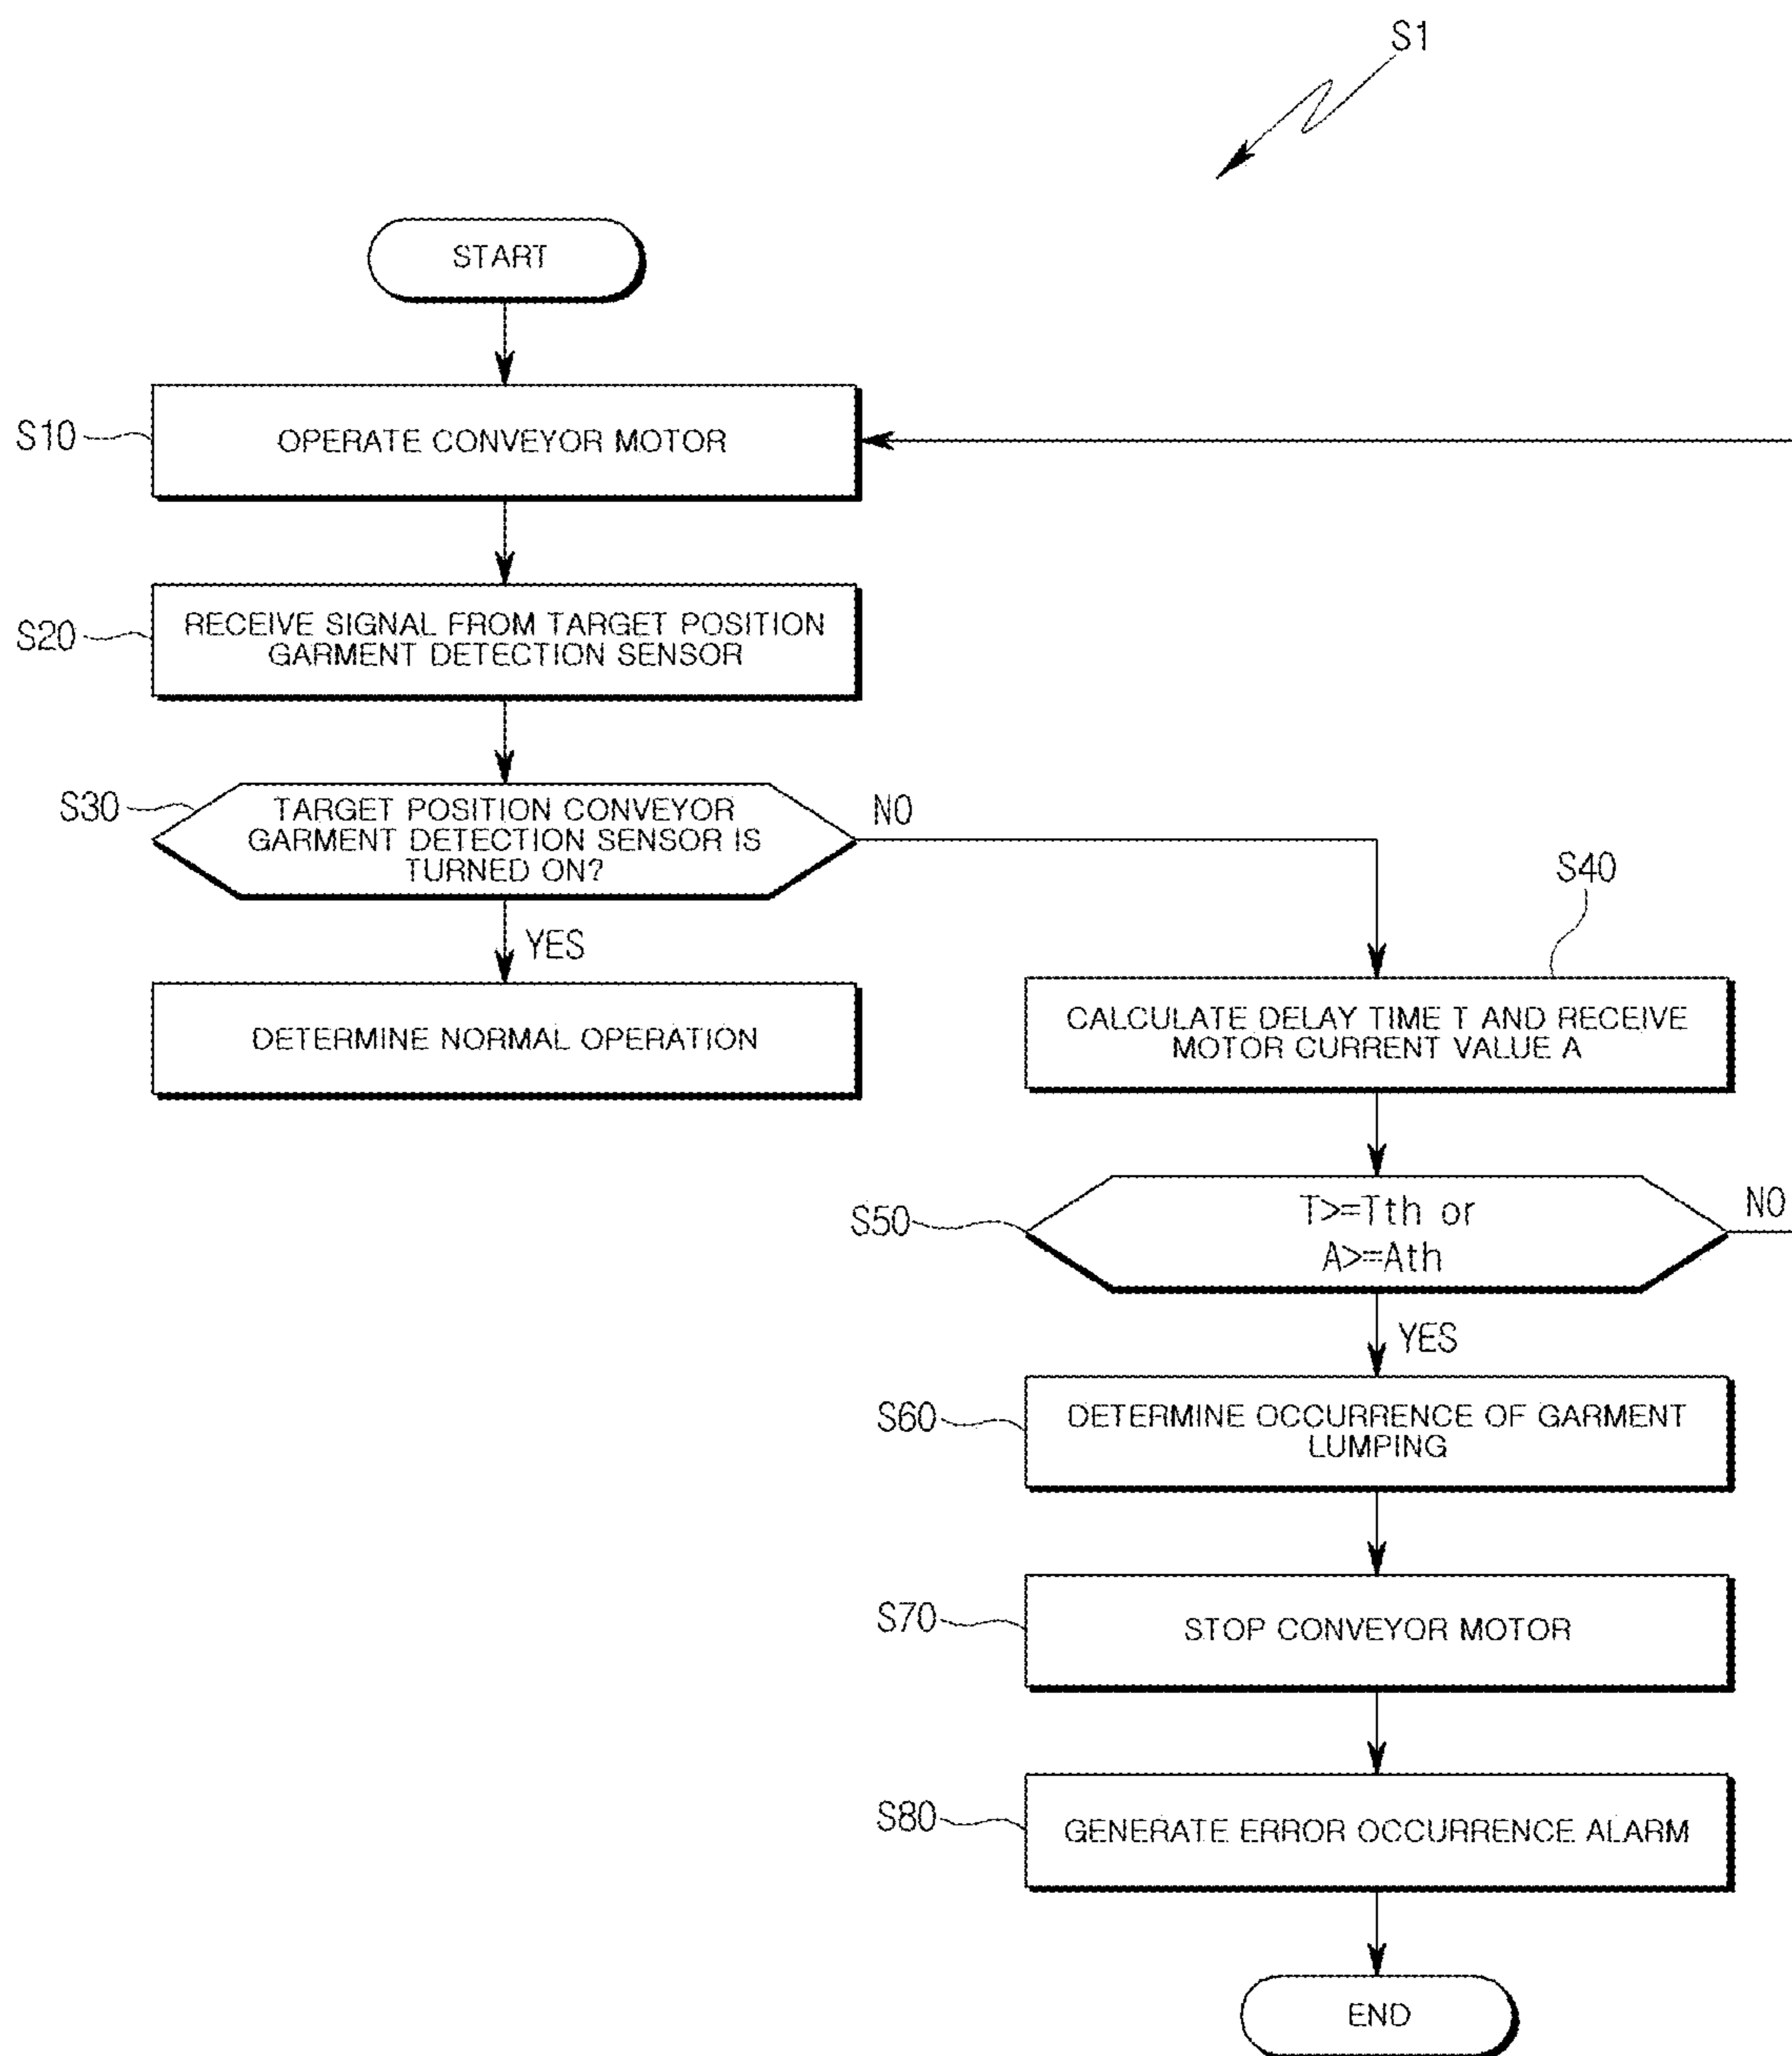 S1
START
S10
OPERATE CONVEYOR MOTOR
S20
RECEIVE SIGNAL FROM TARGET POSITION
GARMENT DETECTION SENSOR
S30
TARGET POSITION CONVEYOR
GARMENT DETECTION SENSOR IS
TURNED ON?
NO
YES
DETERMINE NORMAL OPERATION
S40
CALCULATE DELAY TIME T AND RECEIVE
MOTOR CURRENT VALUE A
S50
T>=Tth or
A>=Ath
NO
YES
S60
DETERMINE OCCURRENCE OF GARMENT
LUMPING
S70
STOP CONVEYOR MOTOR
S80
GENERATE ERROR OCCURRENCE ALARM
END